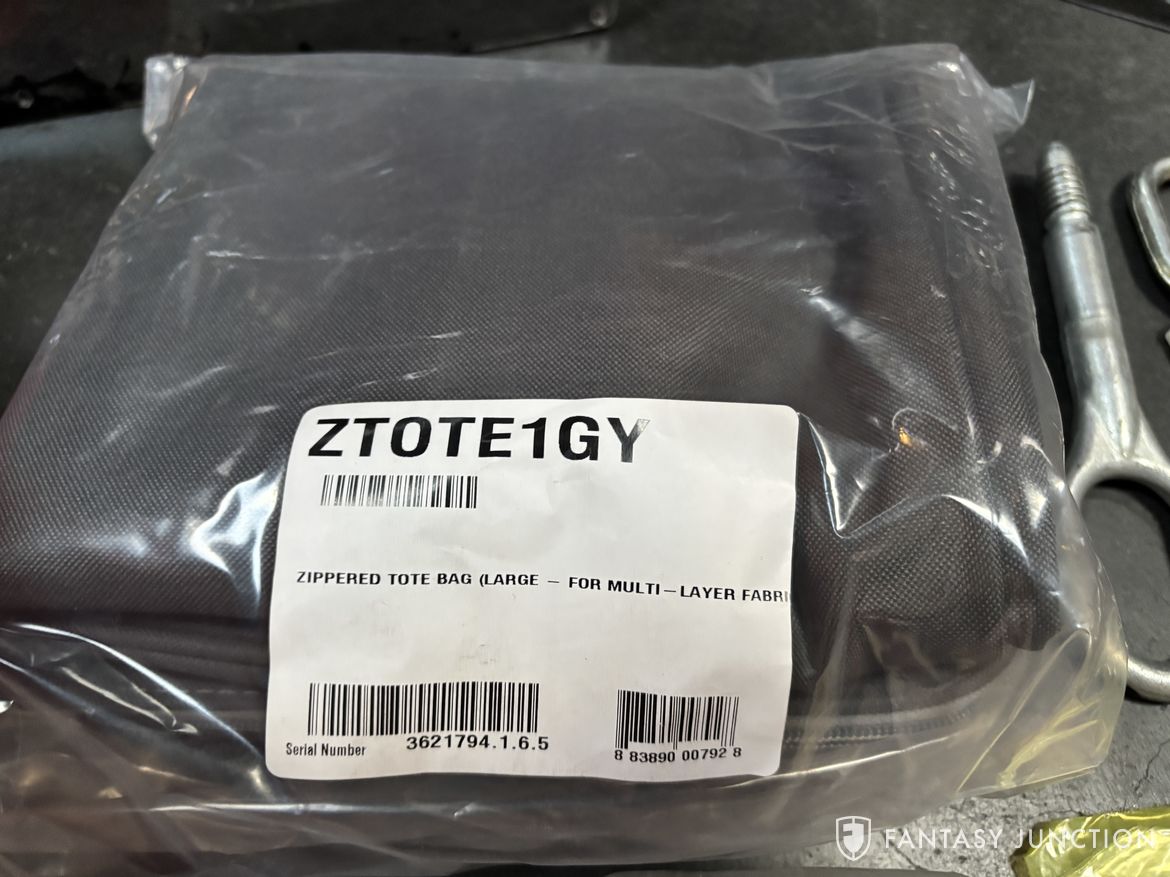 ZTOTE1GY
ZIPPERED TOTE BAG (LARGE – FOR MULTI–LAYER FABRI
Serial Number 3621794.1.6.5
8 83890 00792 8
FANTASY JUNCTION